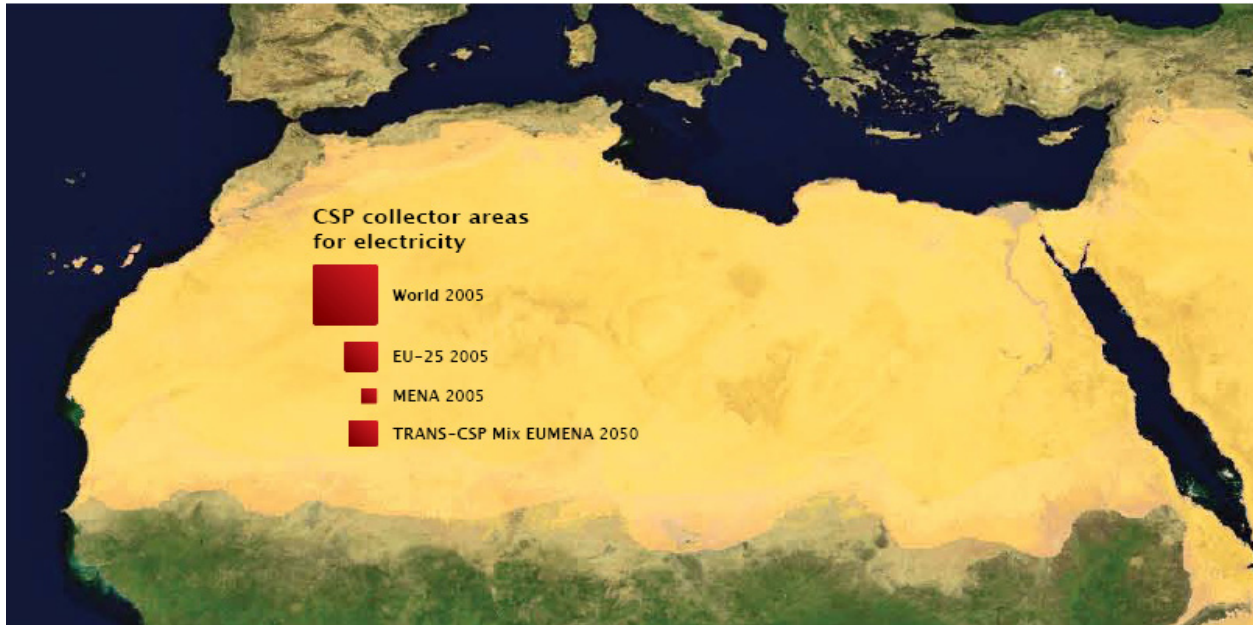 CSP collector areas
for electricity
World 2005
EU-25 2005
MENA 2005
TRANS-CSP Mix EUMENA 2050